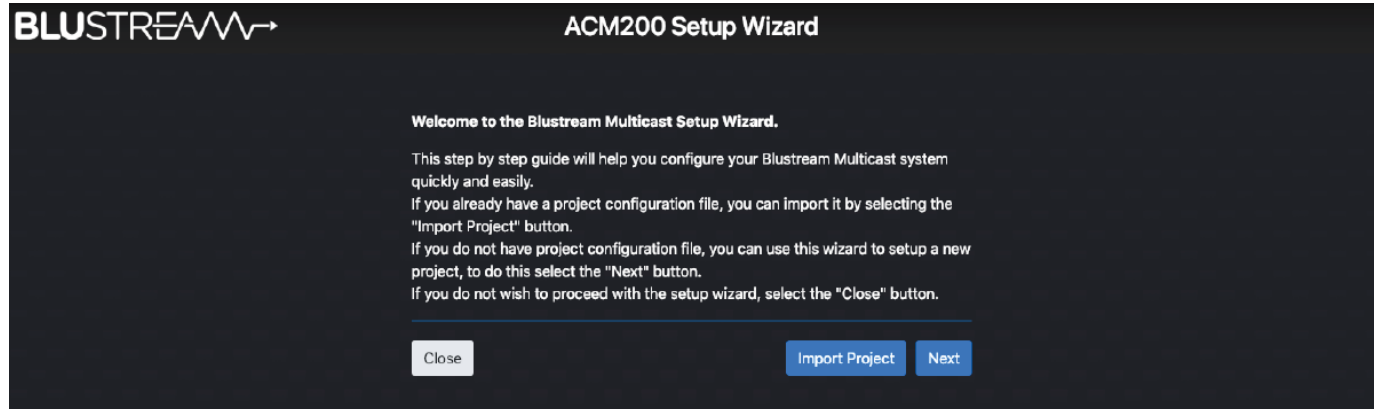 BLUSTREAM
ACM200 Setup Wizard
Welcome to the Blustream Multicast Setup Wizard.
This step by step guide will help you configure your Blustream Multicast system
quickly and easily.
If you already have a project configuration file, you can import it by selecting the
"Import Project" button.
If you do not have project configuration file, you can use this wizard to setup a new
project, to do this select the "Next" button.
If you do not wish to proceed with the setup wizard, select the "Close" button.
Close
Import Project
Next